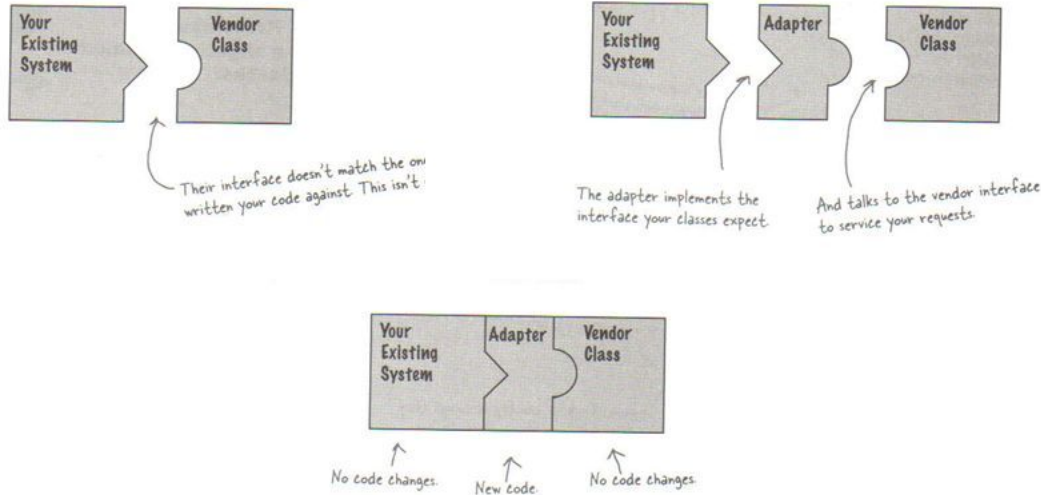 Your
Existing
System
Vendor
Class
Their interface doesn't match the
written your code against. This isn't
Your
Existing
System
Adapter
Vendor
Class
The adapter implements the
interface your classes expect.
And talks to the vendor interface
to service your requests.
Your
Existing
System
Adapter
Vendor
Class
No code changes.
New code.
No code changes.